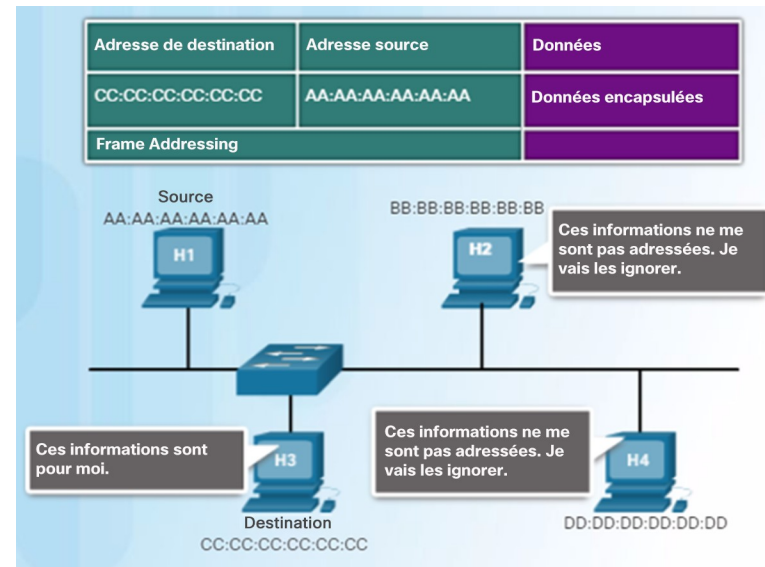 Adresse de destination
Adresse source
Données
CC:CC:CC:CC:CC:CC
AA:AA:AA:AA:AA:AA
Données encapsulées
Frame Addressing
Source
AA:AA:AA:AA:AA:AA
H1
BB:BB:BB:BB:BB:BB
H2
Ces informations ne me
sont pas adressées. Je
vais les ignorer.
Ces informations sont
pour moi.
H3
Destination
CC:CC:CC:CC:CC:CC
Ces informations ne me
sont pas adressées. Je
vais les ignorer.
H4
DD:DD:DD:DD:DD:DD